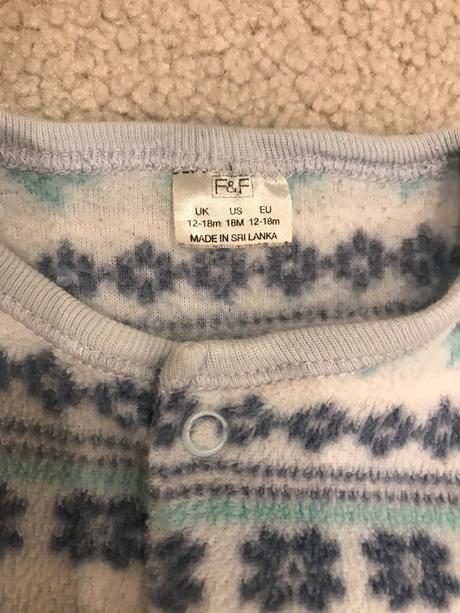 F&F
UK US EU
12-18m 18M 12-18m
MADE IN SRI LANKA